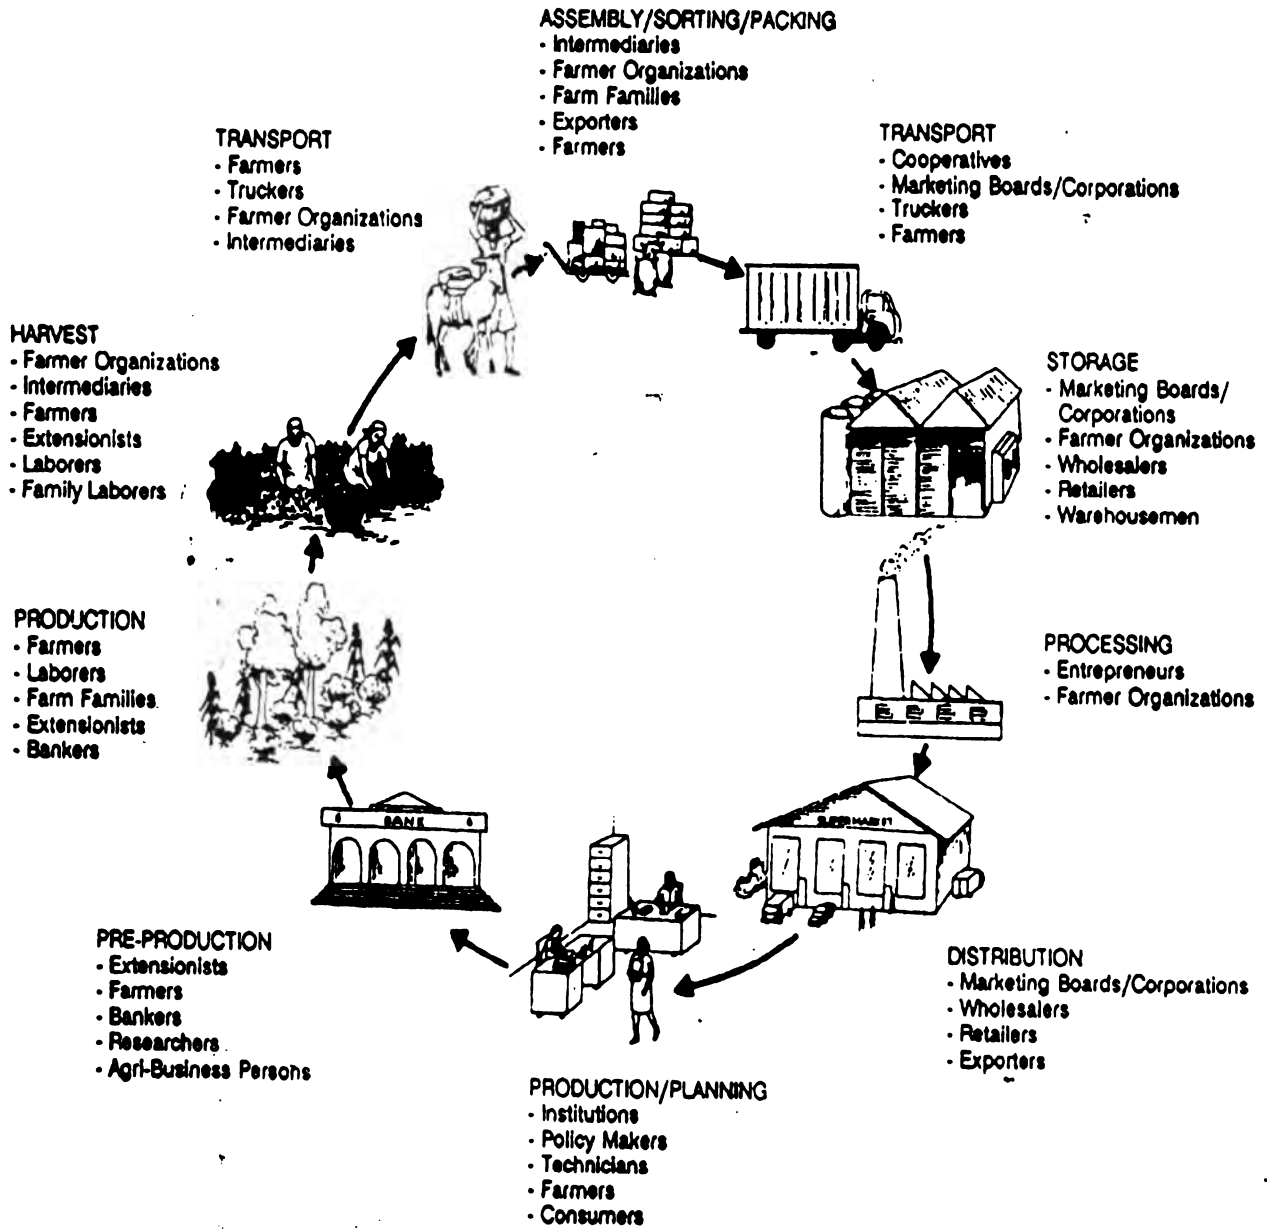 ASSEMBLY/SORTING/PACKING
- Intermediaries
- Farmer Organizations
- Farm Families
- Exporters
- Farmers
TRANSPORT
- Farmers
- Truckers
- Farmer Organizations
- Intermediaries
TRANSPORT
- Cooperatives
- Marketing Boards/Corporations
- Truckers
- Farmers
HARVEST
- Farmer Organizations
- Intermediaries
- Farmers
- Extensionists
- Laborers
- Family Laborers
STORAGE
- Marketing Boards/
Corporations
- Farmer Organizations
- Wholesalers
- Retailers
- Warehousemen
PRODUCTION
- Farmers
- Laborers
- Farm Families
- Extensionists
- Bankers
PROCESSING
- Entrepreneurs
- Farmer Organizations
BANK
SUPERMARKET
PRE-PRODUCTION
- Extensionists
- Farmers
- Bankers
- Researchers
- Agri-Business Persons
DISTRIBUTION
- Marketing Boards/Corporations
- Wholesalers
- Retailers
- Exporters
PRODUCTION/PLANNING
- Institutions
- Policy Makers
- Technicians
- Farmers
- Consumers